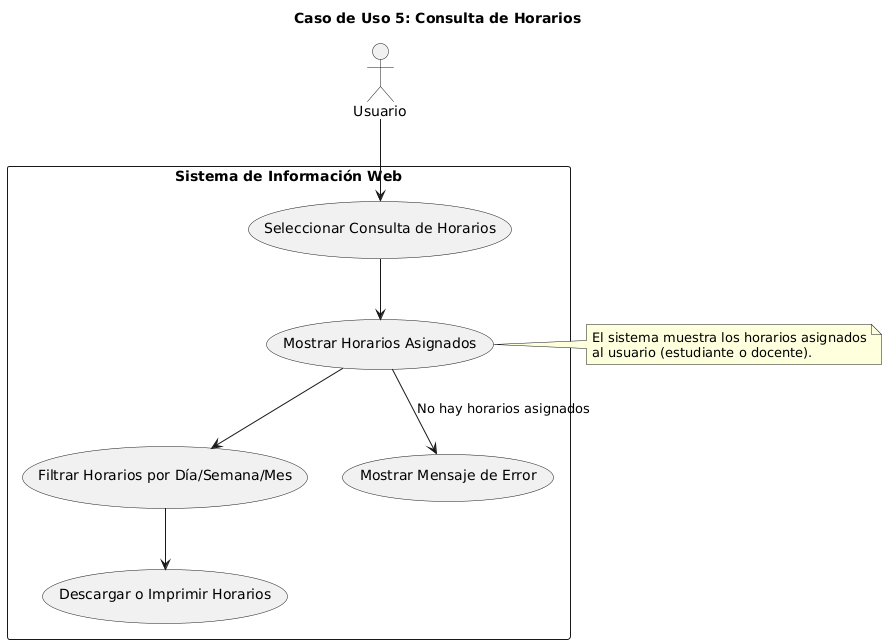 Caso de Uso 5: Consulta de Horarios
Usuario
Sistema de Información Web
Seleccionar Consulta de Horarios
Mostrar Horarios Asignados
El sistema muestra los horarios asignados
al usuario (estudiante o docente).
No hay horarios asignados
Filtrar Horarios por Día/Semana/Mes
Mostrar Mensaje de Error
Descargar o Imprimir Horarios